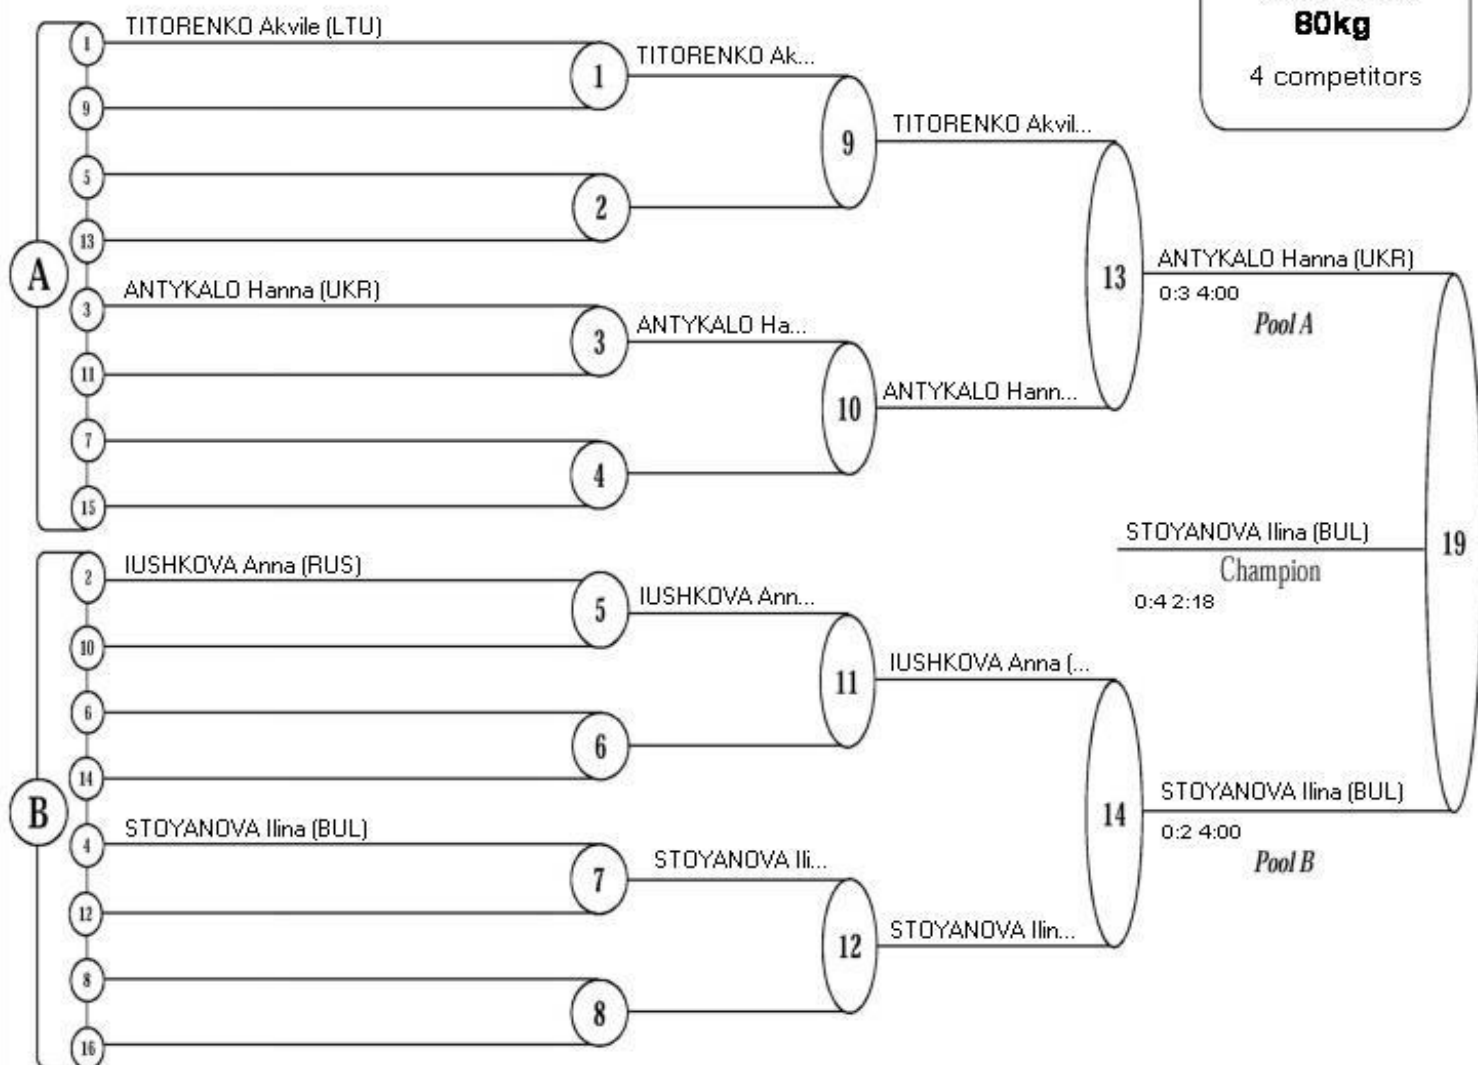 80kg
4 competitors
TITORENKO Akvile (LTU)
1
9
5
13
A
ANTYKALO Hanna (UKR)
3
11
7
15
1
2
3
4
TITORENKO Ak...
ANTYKALO Ha...
9
10
TITORENKO Akvil...
ANTYKALO Hann...
13
ANTYKALO Hanna (UKR)
0:3 4:00
Pool A
IUSHKOVA Anna (RUS)
2
10
6
14
B
STOYANOVA Ilina (BUL)
4
12
8
16
5
6
7
8
IUSHKOVA Ann...
STOYANOVA Ili...
11
12
IUSHKOVA Anna (...
STOYANOVA Ilin...
14
STOYANOVA Ilina (BUL)
0:2 4:00
Pool B
STOYANOVA Ilina (BUL)
Champion
0:4 2:18
19